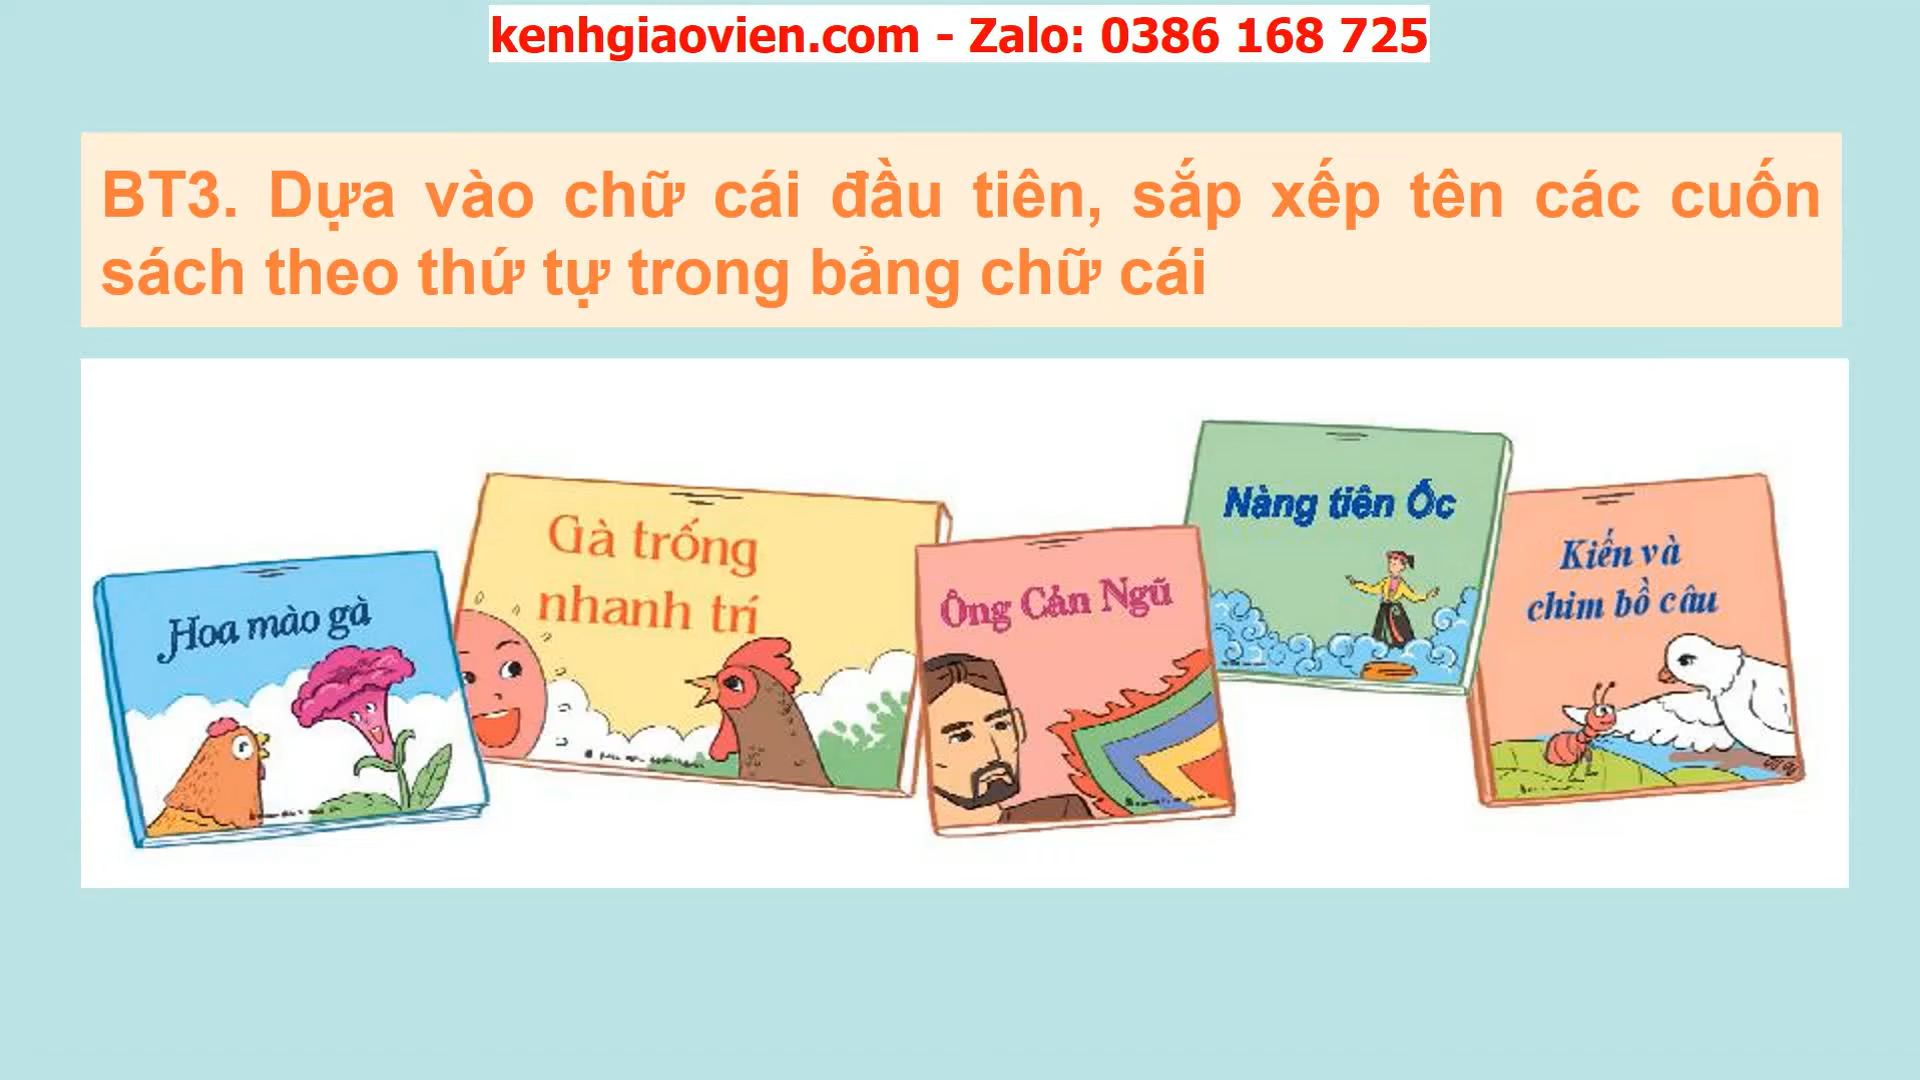 kenhgiaovien.com - Zalo: 0386 168 725
BT3. Dựa vào chữ cái đầu tiên, sắp xếp tên các cuốn
sách theo thứ tự trong bảng chữ cái
Hoa mào gà
Gà trống
nhanh trí
Ông Cản Ngũ
Nàng tiên Ốc
Kiến và
chim bồ câu